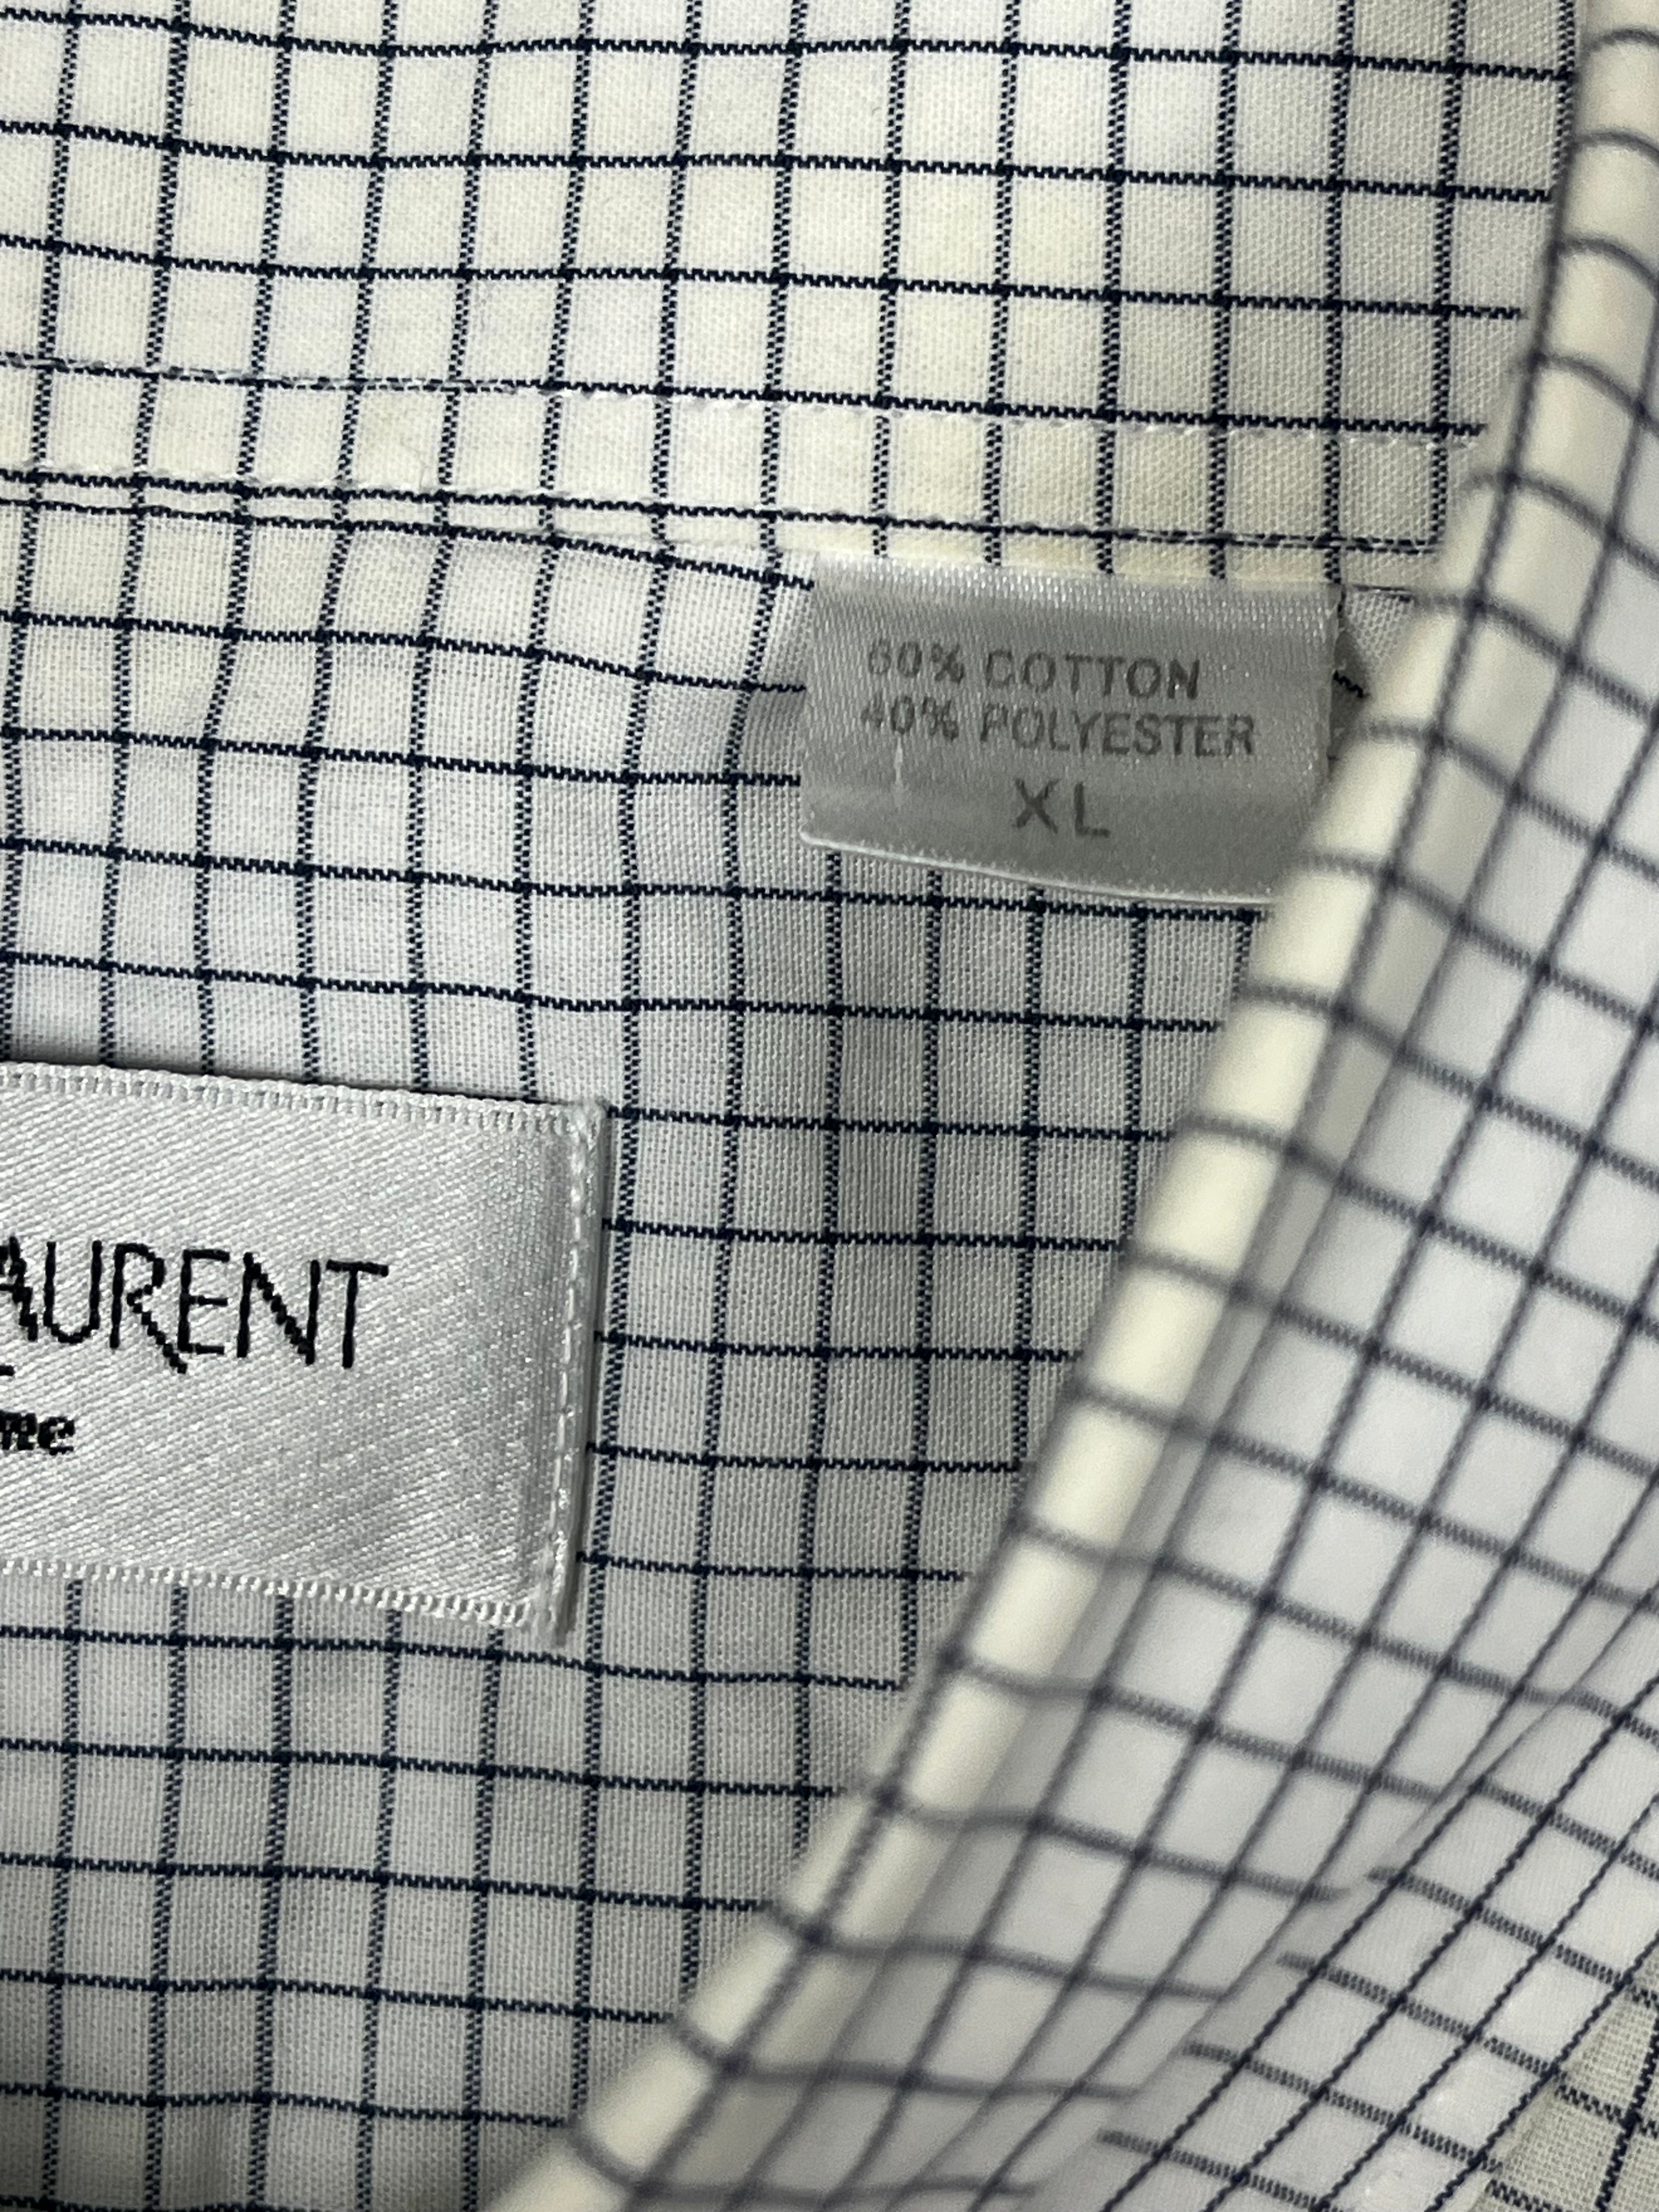 60% COTTON
40% POLYESTER
XL
AURENT
me